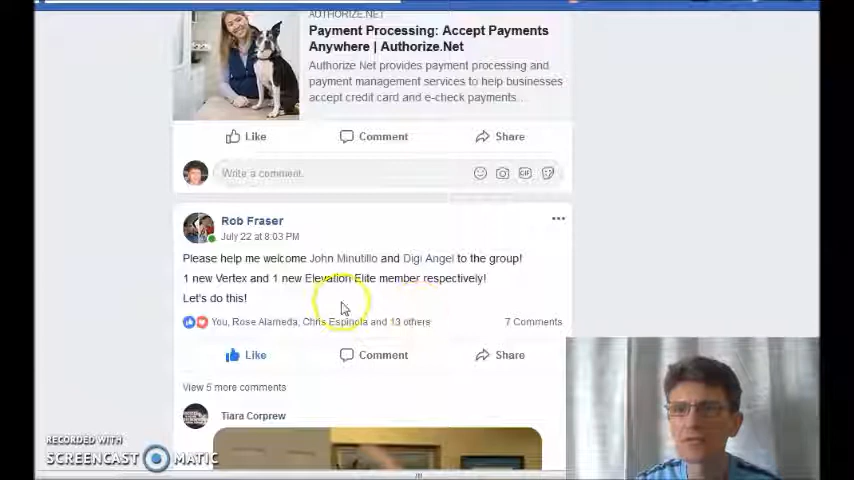 AUTHORIZE.NET
Payment Processing: Accept Payments
Anywhere | Authorize.Net
Authorize Net provides payment processing and
payment management services to help businesses
accept credit card and e-check payments...
Like Comment Share
Write a comment.
GIF
Rob Fraser
July 22 at 8:03 PM
Please help me welcome John Minutillo and Digi Angel to the group!
1 new Vertex and 1 new Elevation Elite member respectively!
Let's do this!
You, Rose Alameda, Chris Espinola and 13 others 7 Comments
Like Comment Share
View 5 more comments
Tiara Corprew
RECORDED WITH
SCREENCAST MATIC